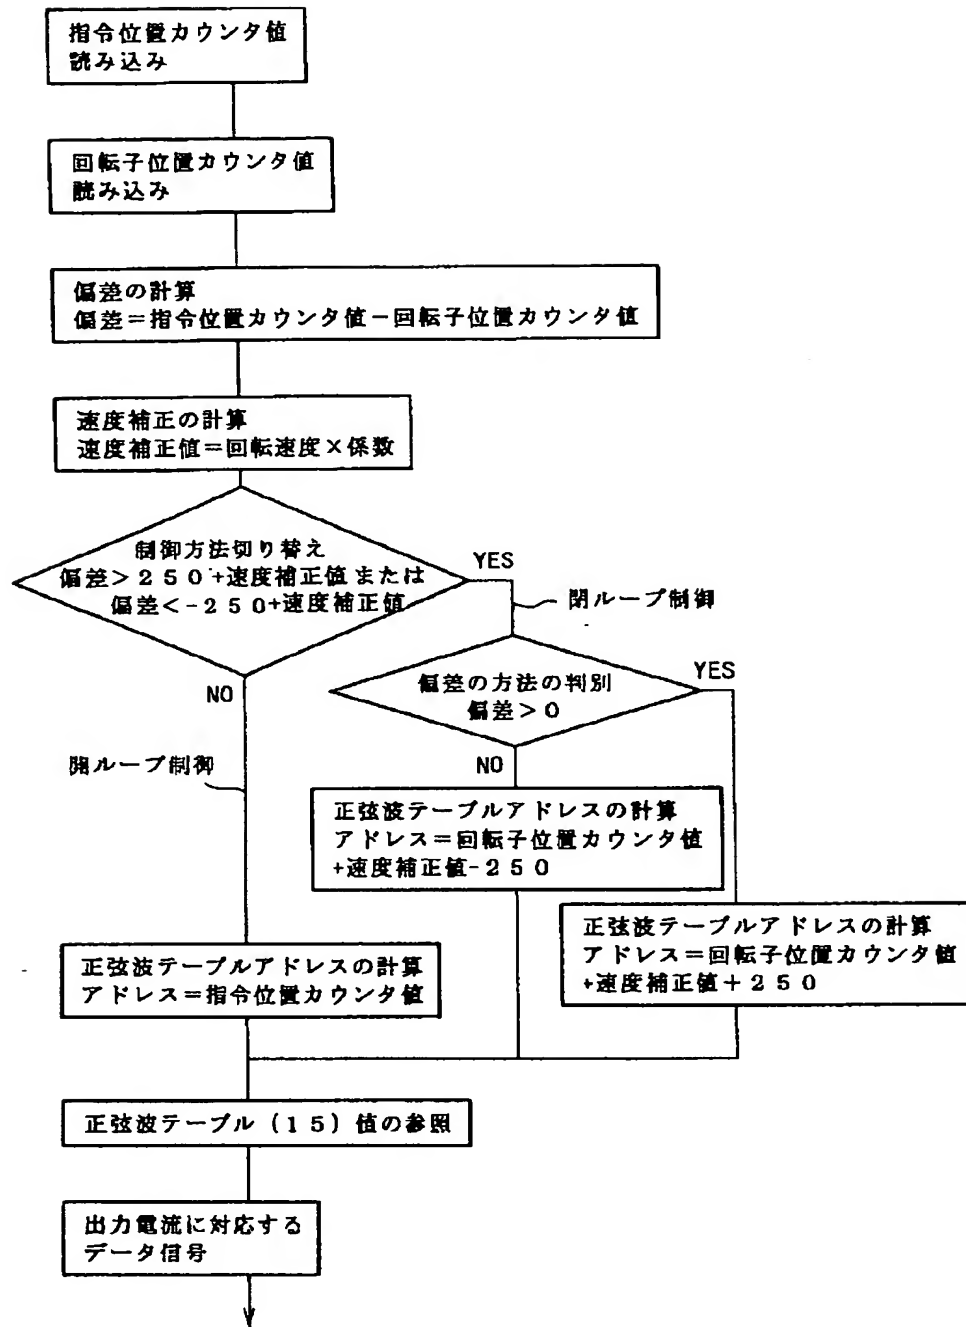 指令位置カウンタ値
読み込み
回転子位置カウンタ値
読み込み
偏差の計算
偏差＝指令位置カウンタ値－回転子位置カウンタ値
速度補正の計算
速度補正値＝回転速度×係数
制御方法切り替え
偏差＞２５０+速度補正値または
偏差＜-２５０+速度補正値
YES
閉ループ制御
NO
偏差の方法の判別
偏差＞０
YES
NO
開ループ制御
正弦波テーブルアドレスの計算
アドレス＝回転子位置カウンタ値
+速度補正値-２５０
正弦波テーブルアドレスの計算
アドレス＝回転子位置カウンタ値
+速度補正値＋２５０
正弦波テーブルアドレスの計算
アドレス＝指令位置カウンタ値
正弦波テーブル（１５）値の参照
出力電流に対応する
データ信号